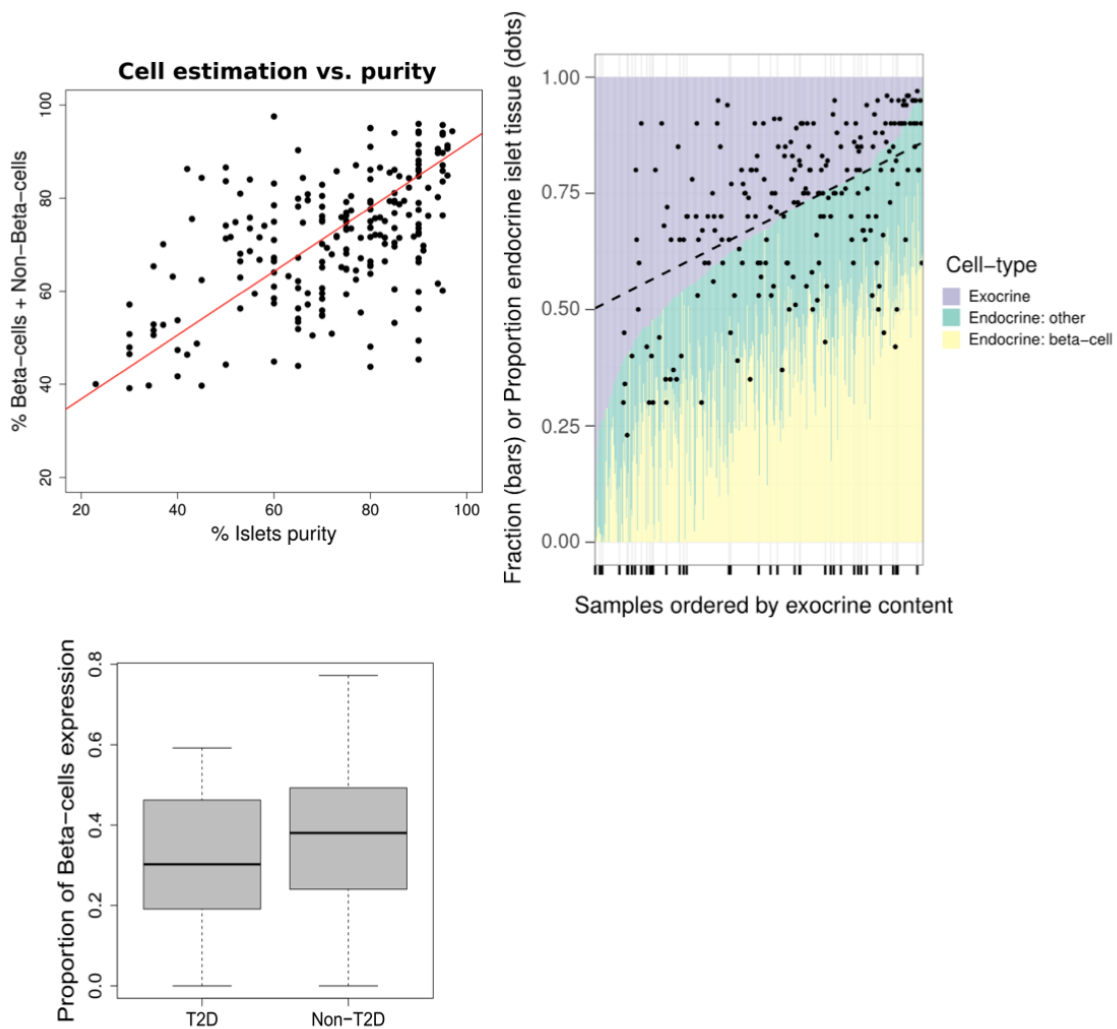 Cell estimation vs. purity
% Beta−cells + Non−Beta−cells
100
80
60
40
20
20 40 60 80 100
% Islets purity
Fraction (bars) or Proportion endocrine islet tissue (dots)
1.00
0.75
0.50
0.25
0.00
Samples ordered by exocrine content
Cell−type
Exocrine
Endocrine: other
Endocrine: beta−cell
Proportion of Beta−cells expression
0.8
0.6
0.4
0.2
0.0
T2D Non−T2D